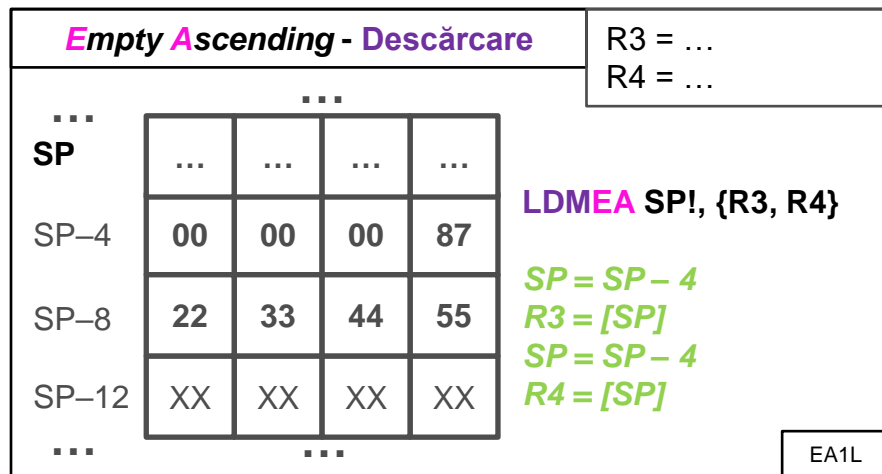 Empty Ascending - Descărcare
R3 = …
R4 = …
…
…
SP
… … … …
SP–4
00 00 00 87
SP–8
22 33 44 55
SP–12
XX XX XX XX
…
…
LDMEA SP!, {R3, R4}
SP = SP – 4
R3 = [SP]
SP = SP – 4
R4 = [SP]
EA1L